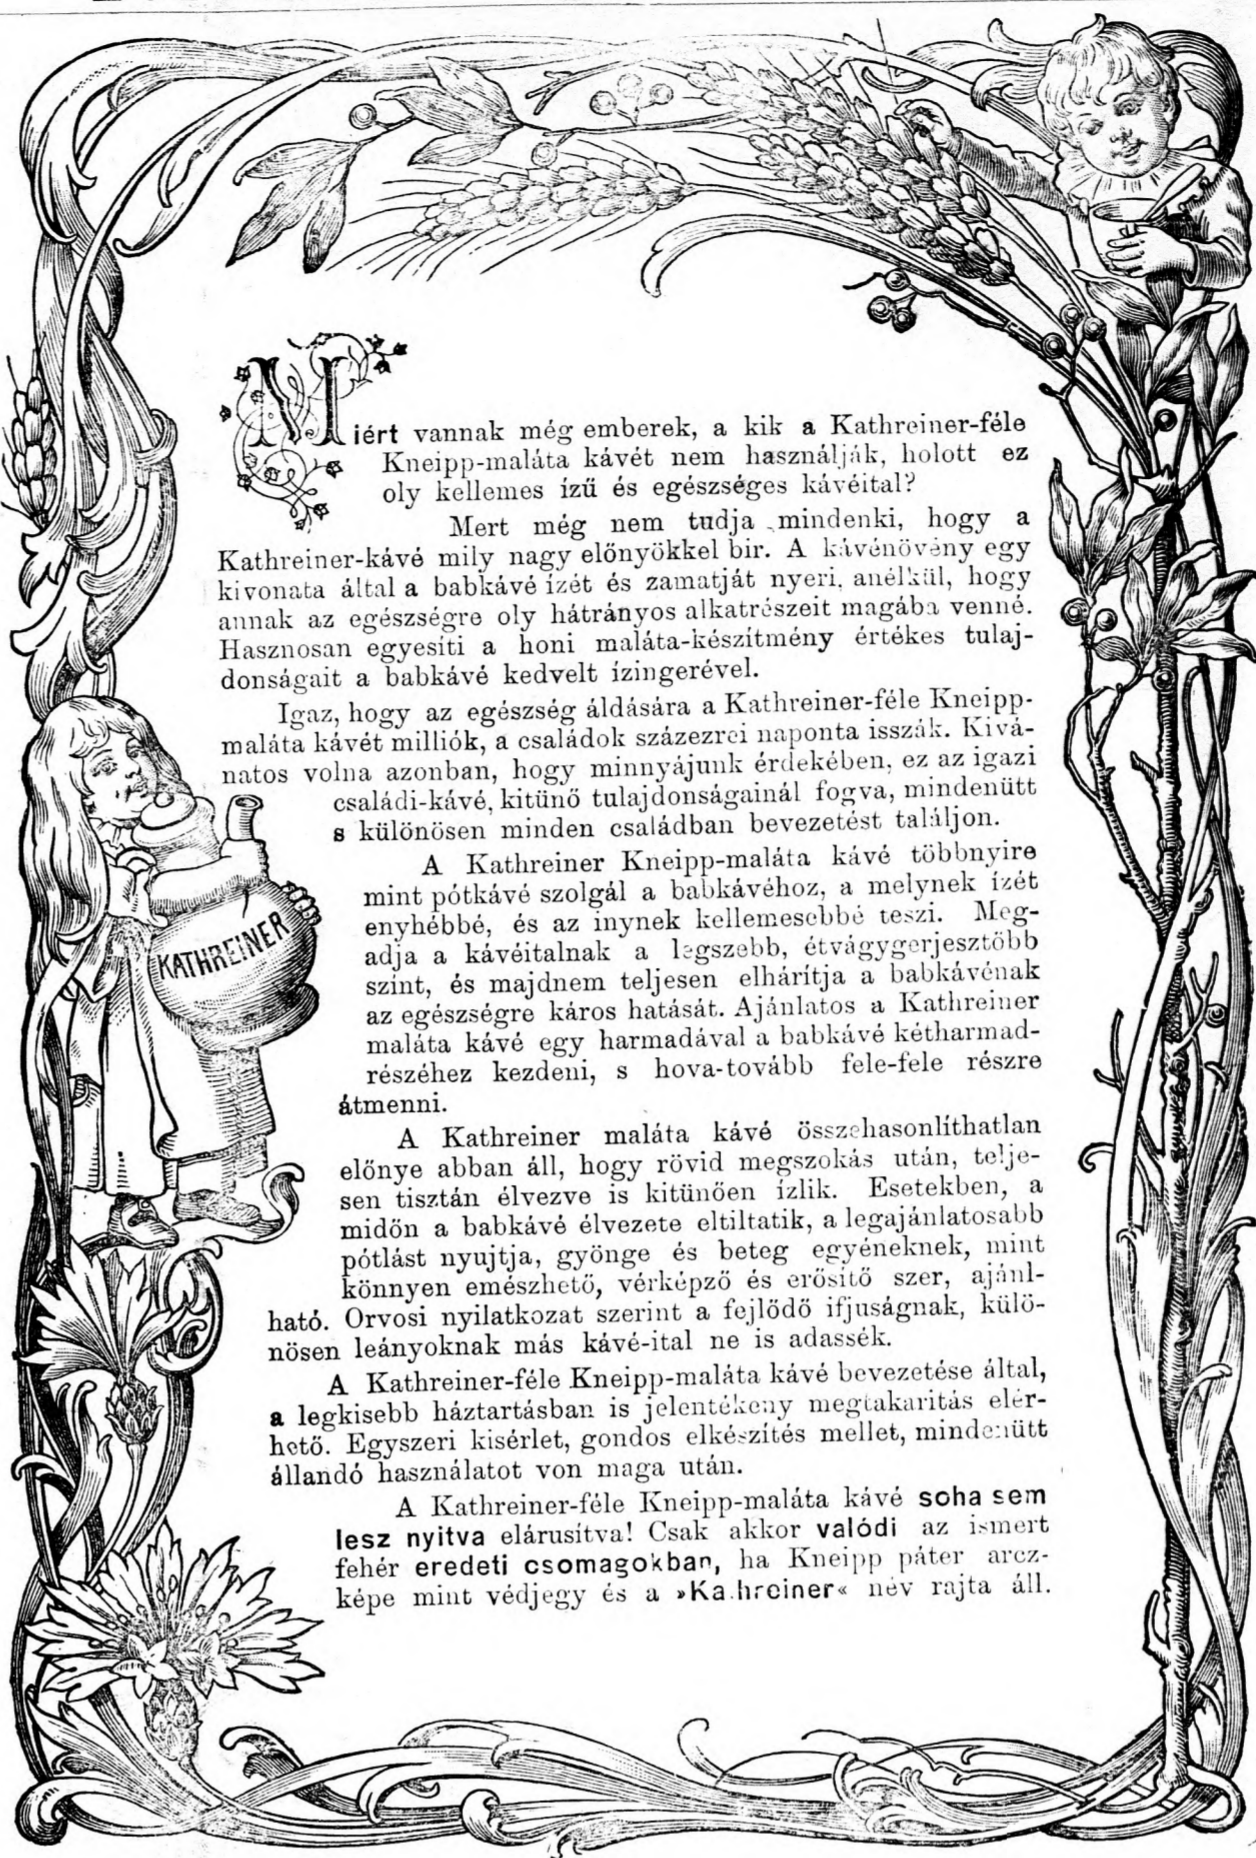 Miért vannak még emberek, a kik a Kathreiner-féle
Kneipp-maláta kávét nem használják, holott ez
oly kellemes ízű és egészséges kávéital?
Mert még nem tudja mindenki, hogy a
Kathreiner-kávé mily nagy előnyökkel bir. A kávénövény egy
kivonata által a babkávé ízét és zamatját nyeri, anélkül, hogy
annak az egészségre oly hátrányos alkatrészeit magába venné.
Hasznosan egyesíti a honi maláta-készítmény értékes tulaj-
donságait a babkávé kedvelt ízingerével.
Igaz, hogy az egészség áldására a Kathreiner-féle Kneipp-
maláta kávét milliók, a családok százezrei naponta isszák. Kivá-
natos volna azonban, hogy minnyájunk érdekében, ez az igazi
családi-kávé, kitünő tulajdonságainál fogva, mindenütt
s különösen minden családban bevezetést találjon.
A Kathreiner Kneipp-maláta kávé többnyire
mint pótkávé szolgál a babkávéhoz, a melynek ízét
enyhébbé, és az inynek kellemesebbé teszi. Meg-
adja a kávéitalnak a legszebb, étvágygerjesztőbb
színt, és majdnem teljesen elhárítja a babkávénak
az egészségre káros hatását. Ajánlatos a Kathreiner
maláta kávé egy harmadával a babkávé kétharmad-
részéhez kezdeni, s hova-tovább fele-fele részre
átmenni.
A Kathreiner maláta kávé összehasonlíthatlan
előnye abban áll, hogy rövid megszokás után, telje-
sen tisztán élvezve is kitünően ízlik. Esetekben, a
midőn a babkávé élvezete eltiltatik, a legajánlatosabb
pótlást nyujtja, gyönge és beteg egyéneknek, mint
könnyen emészhető, vérképző és erősítő szer, ajánl-
ható. Orvosi nyilatkozat szerint a fejlődő ifjuságnak, külö-
nösen leányoknak más kávé-ital ne is adassék.
A Kathreiner-féle Kneipp-maláta kávé bevezetése által,
a legkisebb háztartásban is jelentékeny megtakaritás elér-
hető. Egyszeri kisérlet, gondos elkészítés mellet, mindenütt
állandó használatot von maga után.
A Kathreiner-féle Kneipp-maláta kávé soha sem
lesz nyitva elárusítva! Csak akkor valódi az ismert
fehér eredeti csomagokban, ha Kneipp páter arcz-
képe mint védjegy és a »Kathreiner« név rajta áll.
KATHREINER